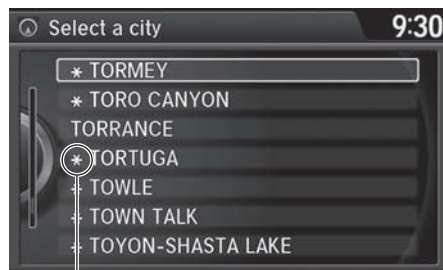 Select a city
9:30
* TORMEY
* TORO CANYON
TORRANCE
* TORTUGA
* TOWLE
* TOWN TALK
* TOYON-SHASTA LAKE